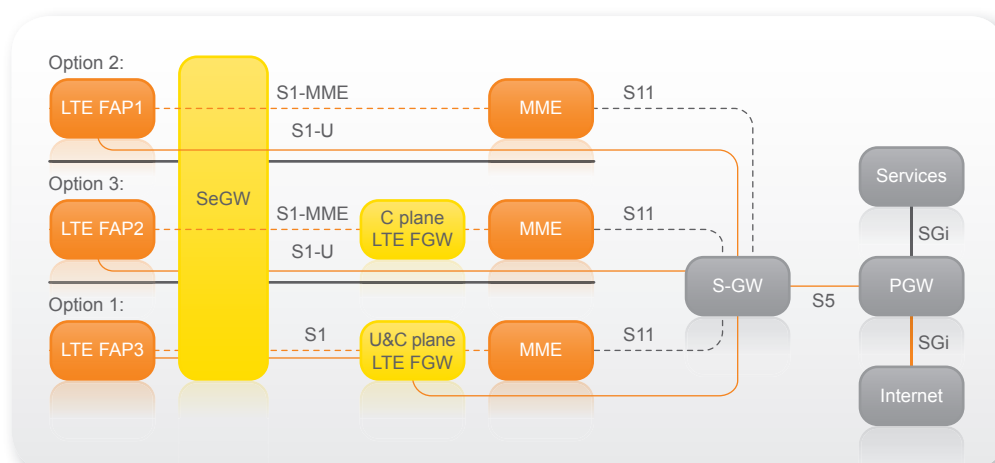 Option 2:
LTE FAP1
S1-MME
MME
S11
S1-U
Option 3:
SeGW
Services
LTE FAP2
S1-MME
C plane
LTE FGW
MME
S11
SGi
S1-U
S-GW
S5
PGW
Option 1:
LTE FAP3
S1
U&C plane
LTE FGW
MME
S11
SGi
Internet